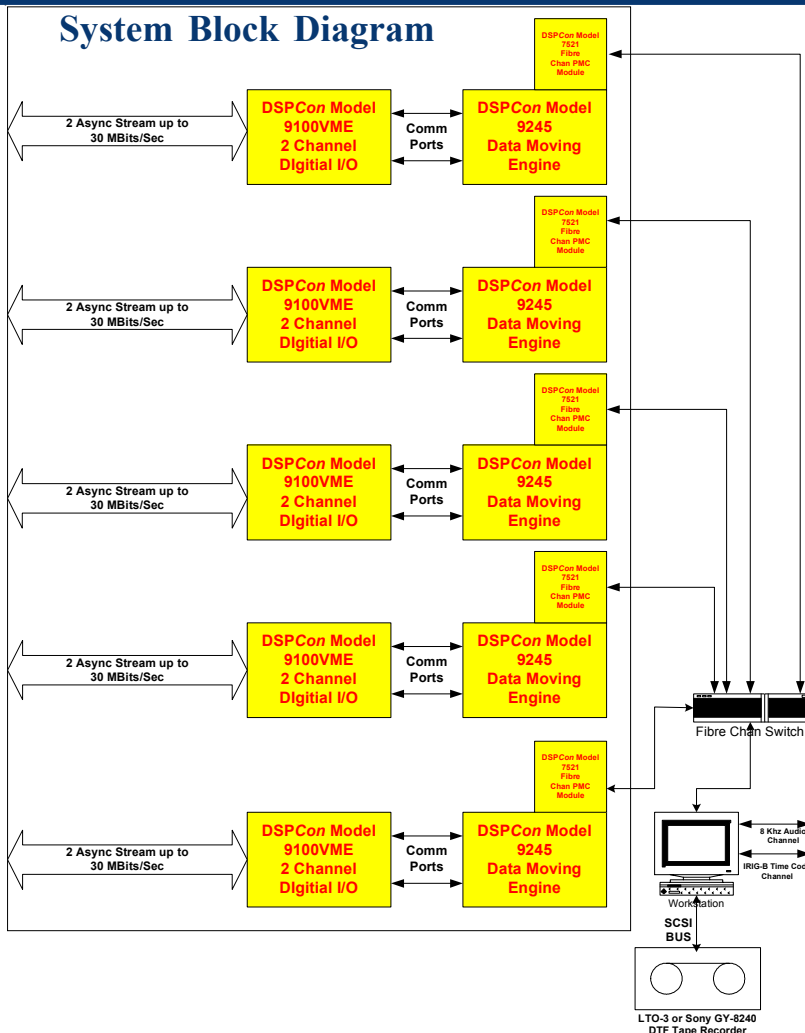 System Block Diagram
DSPCon Model
7521
Fibre
Chan PMC
Module
2 Async Stream up to
30 MBits/Sec
DSPCon Model
9100VME
2 Channel
DIgitial I/O
Comm
Ports
DSPCon Model
9245
Data Moving
Engine
DSPCon Model
7521
Fibre
Chan PMC
Module
2 Async Stream up to
30 MBits/Sec
DSPCon Model
9100VME
2 Channel
DIgitial I/O
Comm
Ports
DSPCon Model
9245
Data Moving
Engine
DSPCon Model
7521
Fibre
Chan PMC
Module
2 Async Stream up to
30 MBits/Sec
DSPCon Model
9100VME
2 Channel
DIgitial I/O
Comm
Ports
DSPCon Model
9245
Data Moving
Engine
DSPCon Model
7521
Fibre
Chan PMC
Module
2 Async Stream up to
30 MBits/Sec
DSPCon Model
9100VME
2 Channel
DIgitial I/O
Comm
Ports
DSPCon Model
9245
Data Moving
Engine
Fibre Chan Switch
DSPCon Model
7521
Fibre
Chan PMC
Module
2 Async Stream up to
30 MBits/Sec
DSPCon Model
9100VME
2 Channel
DIgitial I/O
Comm
Ports
DSPCon Model
9245
Data Moving
Engine
8 Khz Audio
Channel
IRIG-B Time Cod
Channel
Workstation
SCSI
BUS
LTO-3 or Sony GY-8240
DTF Tape Recorder